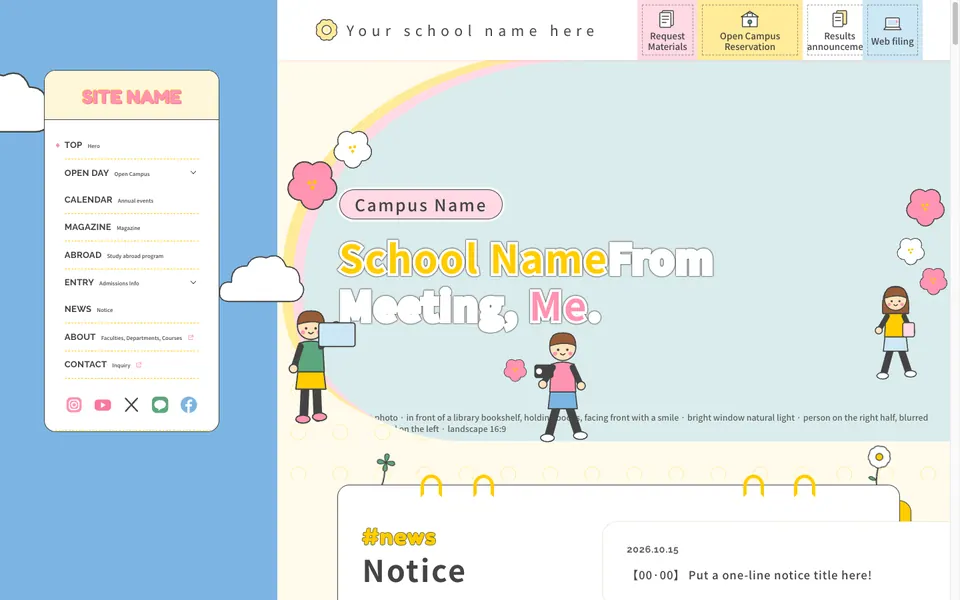 Your school name here
Request
Materials
Open Campus
Reservation
Results
announceme
Web filing
SITE NAME
TOP Hero
OPEN DAY Open Campus
CALENDAR Annual events
MAGAZINE Magazine
ABROAD Study abroad program
ENTRY Admissions Info
NEWS Notice
ABOUT Faculties, Departments, Courses
CONTACT Inquiry
Campus Name
School NameFrom
Meeting, Me.
photo · in front of a library bookshelf, holding books, facing front with a smile · bright window natural light · person on the right half, blurred
on the left · landscape 16:9
#news
Notice
2026.10.15
【00·00】 Put a one-line notice title here!